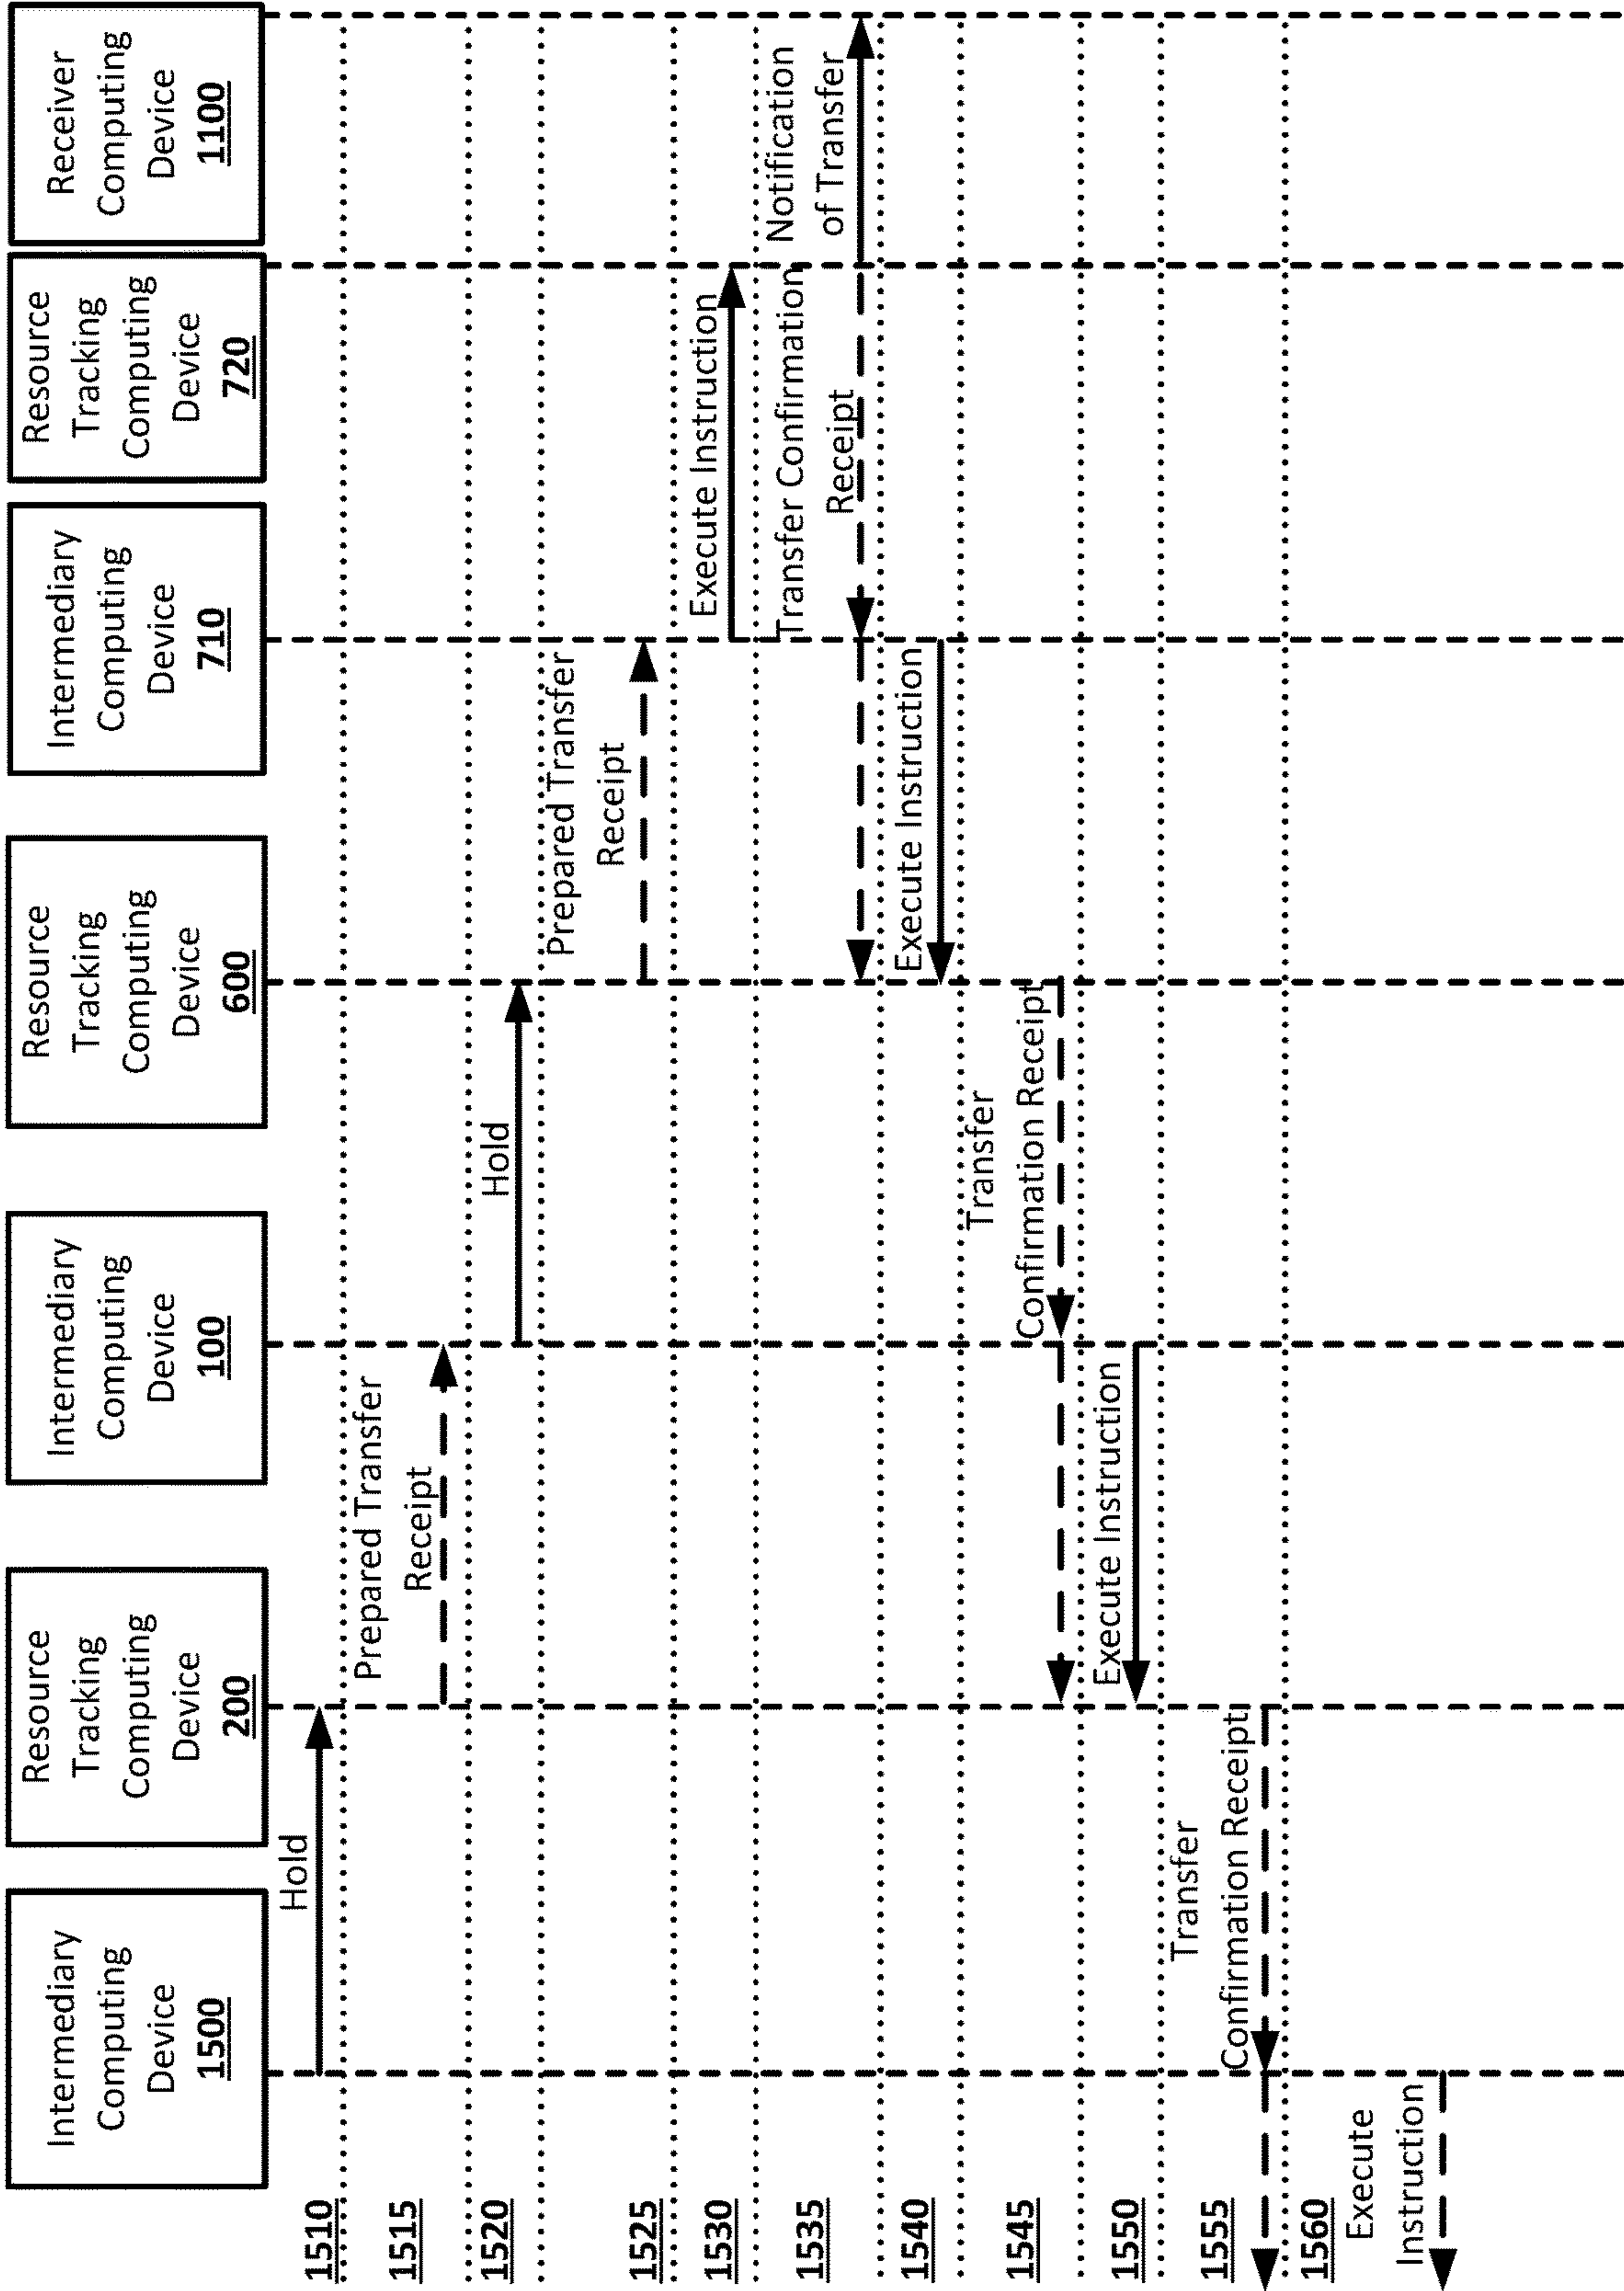 Intermediary
Computing
Device
1500
Resource
Tracking
Computing
Device
200
Intermediary
Computing
Device
100
Resource
Tracking
Computing
Device
600
Intermediary
Computing
Device
710
Resource
Tracking
Computing
Device
720
Receiver
Computing
Device
1100
1510
Hold
1515
Prepared Transfer
Receipt
1520
Hold
1525
Prepared Transfer
Receipt
1530
Execute Instruction
1535
Transfer Confirmation
Receipt
Notification
of Transfer
1540
Execute Instruction
1545
Transfer
Confirmation Receipt
1550
Execute Instruction
1555
Transfer
Confirmation Receipt
1560
Execute
Instruction